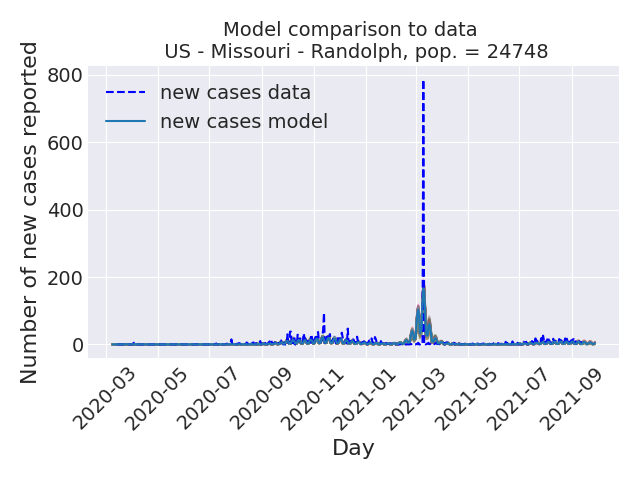 Model comparison to data
US - Missouri - Randolph, pop. = 24748
new cases data
new cases model
Number of new cases reported
800
600
400
200
0
2020-03
2020-05
2020-07
2020-09
2020-11
2021-01
2021-03
2021-05
2021-07
2021-09
Day